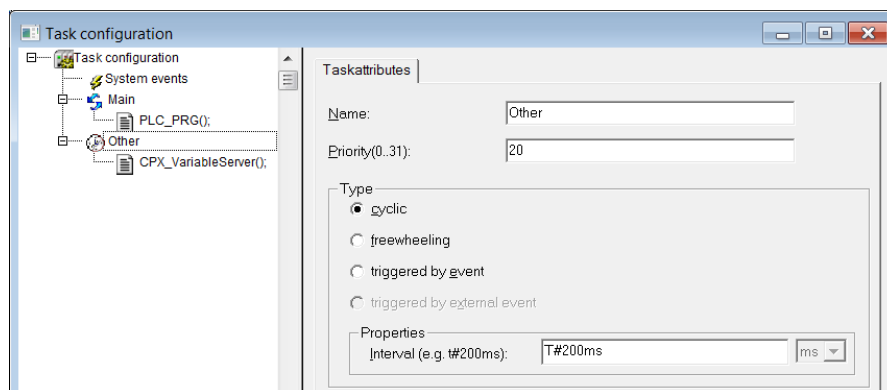 Task configuration
Task configuration
System events
Main
PLC_PRG();
Other
CPX_VariableServer();
Taskattributes
Name: Other
Priority(0..31): 20
Type
cyclic
freewheeling
triggered by event
triggered by external event
Properties
Interval (e.g. t#200ms): T#200ms ms